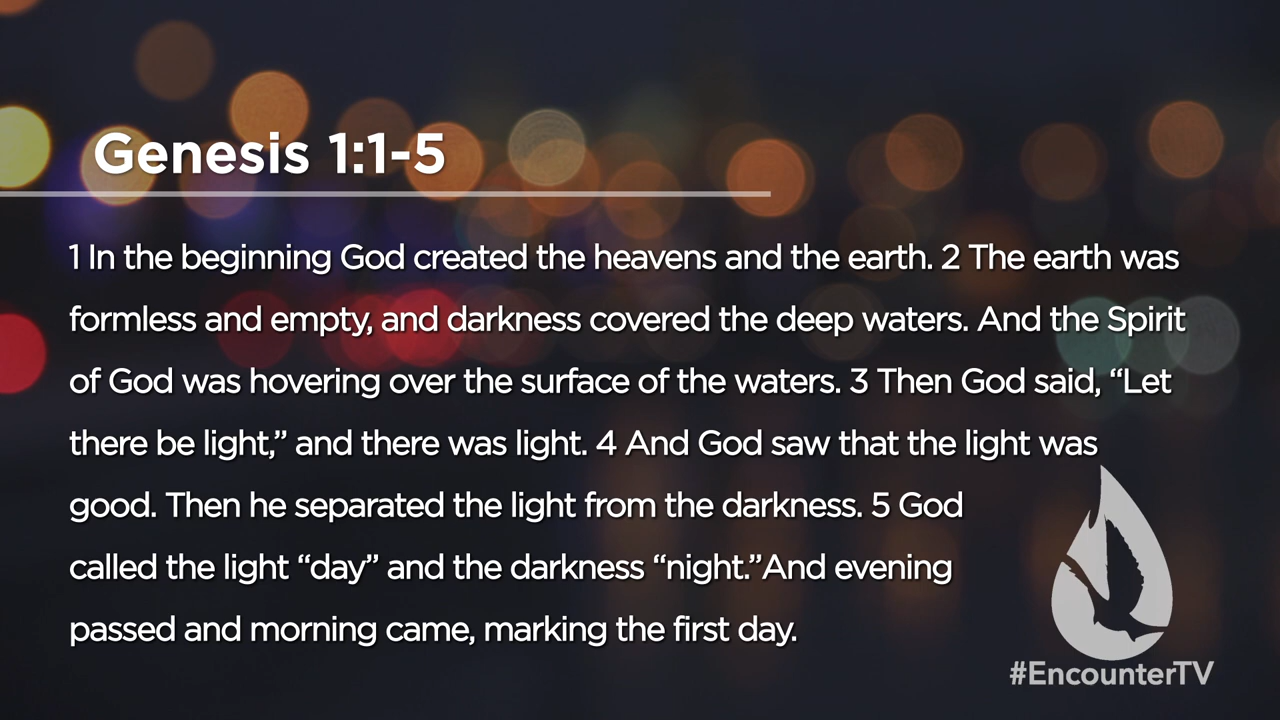 Genesis 1:1-5
1 In the beginning God created the heavens and the earth. 2 The earth was
formless and empty, and darkness covered the deep waters. And the Spirit
of God was hovering over the surface of the waters. 3 Then God said, “Let
there be light,” and there was light. 4 And God saw that the light was
good. Then he separated the light from the darkness. 5 God
called the light “day” and the darkness “night.”And evening
passed and morning came, marking the first day.
#EncounterTV